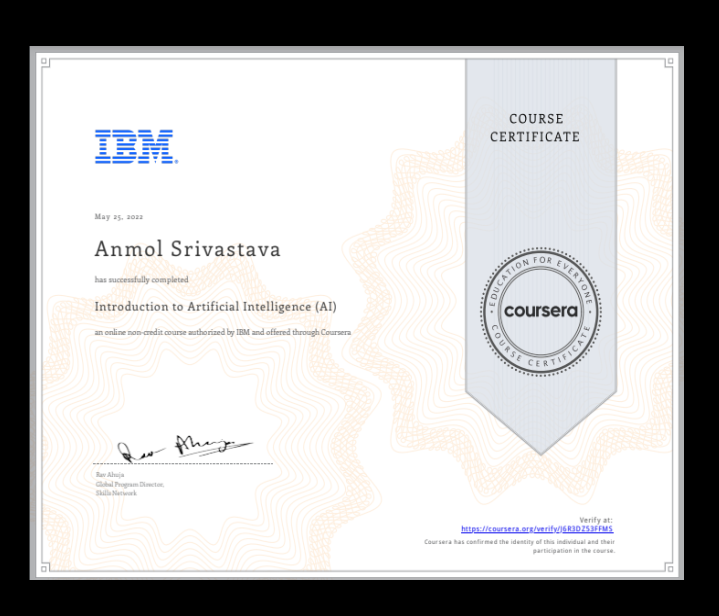 COURSE
CERTIFICATE
IBM
May 25, 2022
Anmol Srivastava
has successfully completed
Introduction to Artificial Intelligence (AI)
an online non-credit course authorized by IBM and offered through Coursera
EDUCATION FOR EVERYONE
coursera
COURSE CERTIFICATE
Rav Ahuja
Rav Ahuja
Global Program Director,
Skills Network
Verify at:
https://coursera.org/verify/J6R3DZ53FFMS
Coursera has confirmed the identity of this individual and their
participation in the course.